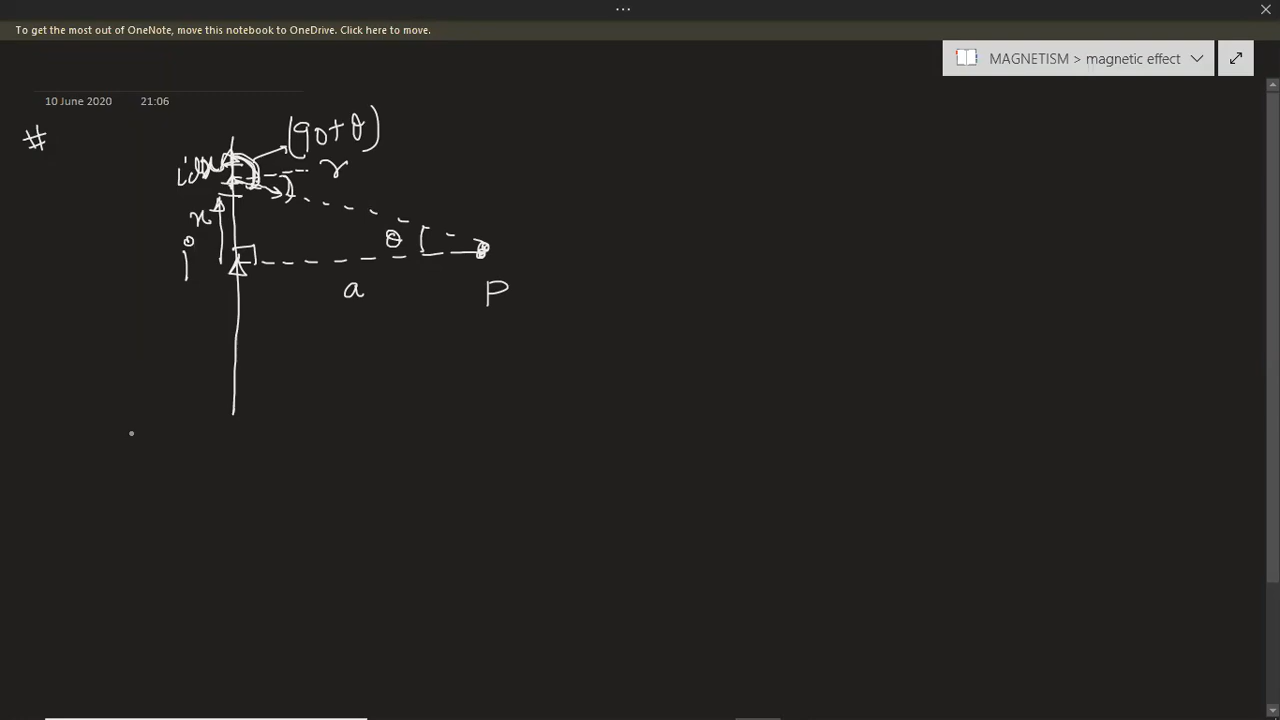 To get the most out of OneNote, move this notebook to OneDrive. Click here to move.
MAGNETISM > magnetic effect
10 June 2020 21:06
#
(90+θ)
idx
r
x
i
θ
a
P